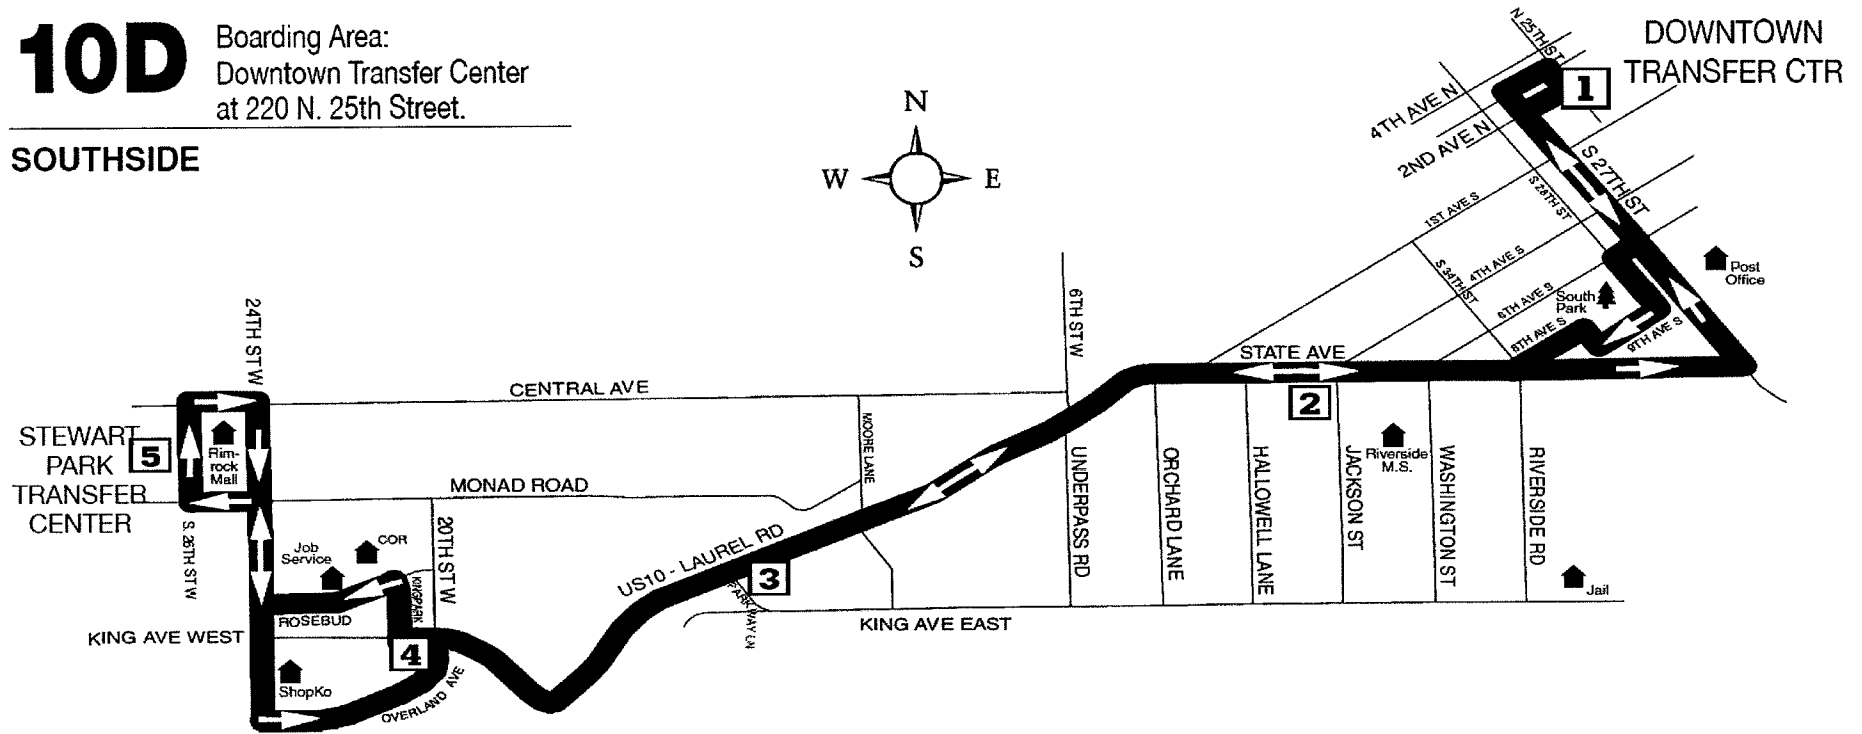 10D
Boarding Area:
Downtown Transfer Center
at 220 N. 25th Street.
SOUTHSIDE
N
W
E
S
DOWNTOWN
TRANSFER CTR
1
N 25TH ST
4TH AVE N
2ND AVE N
S 27TH ST
S 28TH ST
1ST AVE S
4TH AVE S
S 34TH ST
6TH AVE S
8TH AVE S
9TH AVE S
South
Park
Post
Office
STATE AVE
2
6TH ST W
24TH ST W
CENTRAL AVE
STEWART
PARK
TRANSFER
CENTER
5
Rim-
rock
Mall
MOORE LANE
MONAD ROAD
S. 26TH ST W
Job
Service
COR
20TH ST W
KINGPARK
ROSEBUD
KING AVE WEST
4
ShopKo
OVERLAND AVE
US10 - LAUREL RD
3
PARKWAY LN
KING AVE EAST
UNDERPASS RD
ORCHARD LANE
HALLOWELL LANE
JACKSON ST
Riverside
M.S.
WASHINGTON ST
RIVERSIDE RD
Jail